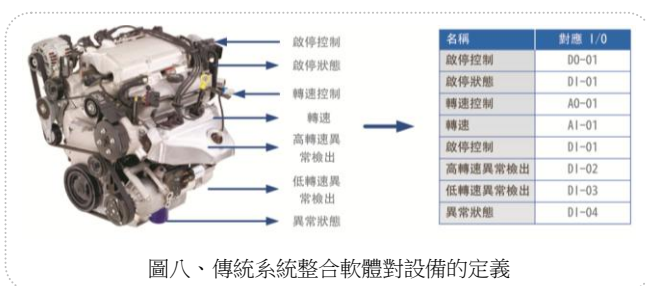 啟停控制
啟停狀態
轉速控制
轉速
高轉速異
常檢出
低轉速異
常檢出
異常狀態
名稱 對應 I/O
啟停控制 DO-01
啟停狀態 DI-01
轉速控制 AO-01
轉速 AI-01
啟停控制 DI-01
高轉速異常檢出 DI-02
低轉速異常檢出 DI-03
異常狀態 DI-04
圖八、傳統系統整合軟體對設備的定義